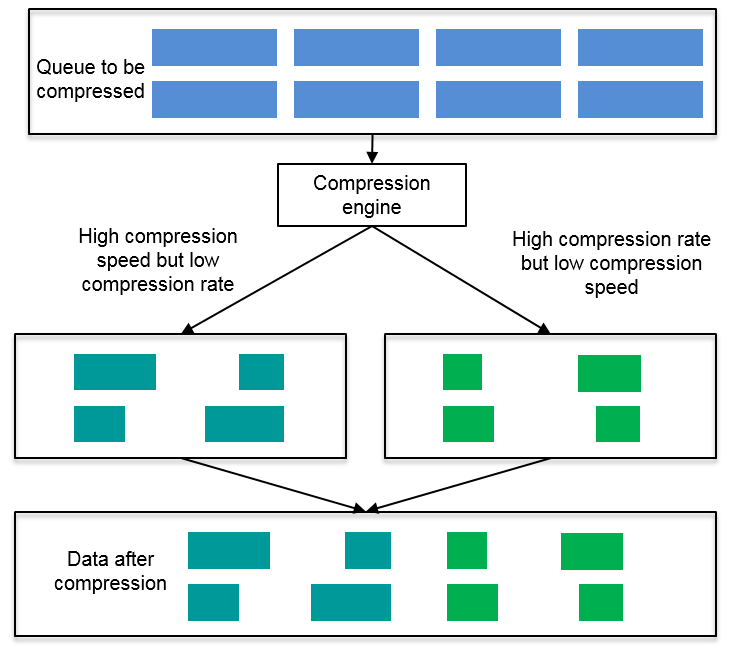 Queue to be
compressed
Compression
engine
High compression
speed but low
compression rate
High compression rate
but low compression
speed
Data after
compression